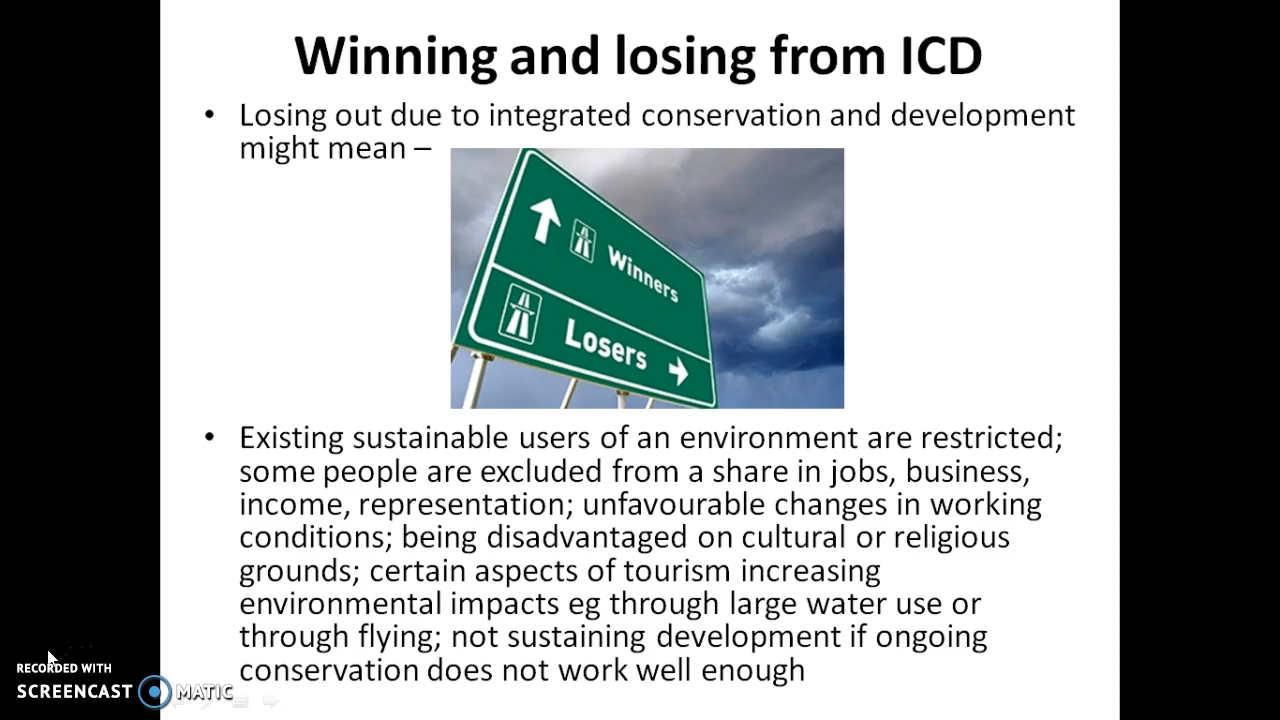 Winning and losing from ICD
• Losing out due to integrated conservation and development
might mean –
Winners
Losers
• Existing sustainable users of an environment are restricted;
some people are excluded from a share in jobs, business,
income, representation; unfavourable changes in working
conditions; being disadvantaged on cultural or religious
grounds; certain aspects of tourism increasing
environmental impacts eg through large water use or
through flying; not sustaining development if ongoing
conservation does not work well enough
RECORDED WITH
SCREENCAST MATIC